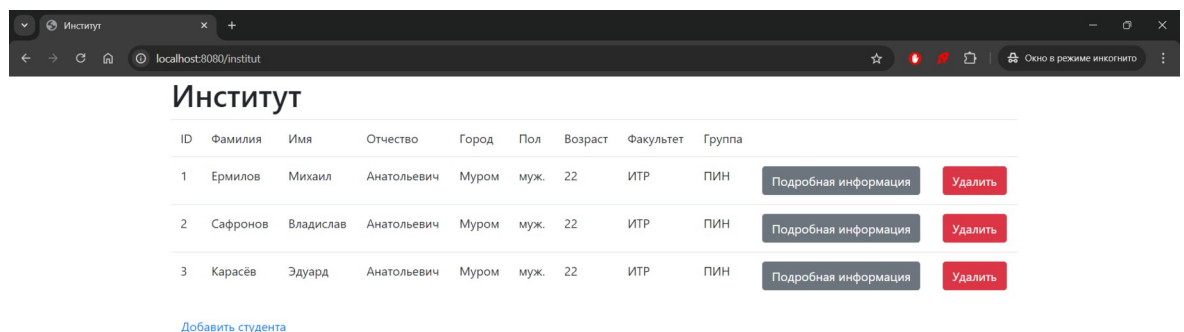 Институт
localhost:8080/institut
Окно в режиме инкогнито
Институт
ID Фамилия Имя Отчество Город Пол Возраст Факультет Группа
1 Ермилов Михаил Анатольевич Муром муж. 22 ИТР ПИН Подробная информация Удалить
2 Сафронов Владислав Анатольевич Муром муж. 22 ИТР ПИН Подробная информация Удалить
3 Карасёв Эдуард Анатольевич Муром муж. 22 ИТР ПИН Подробная информация Удалить
Добавить студента